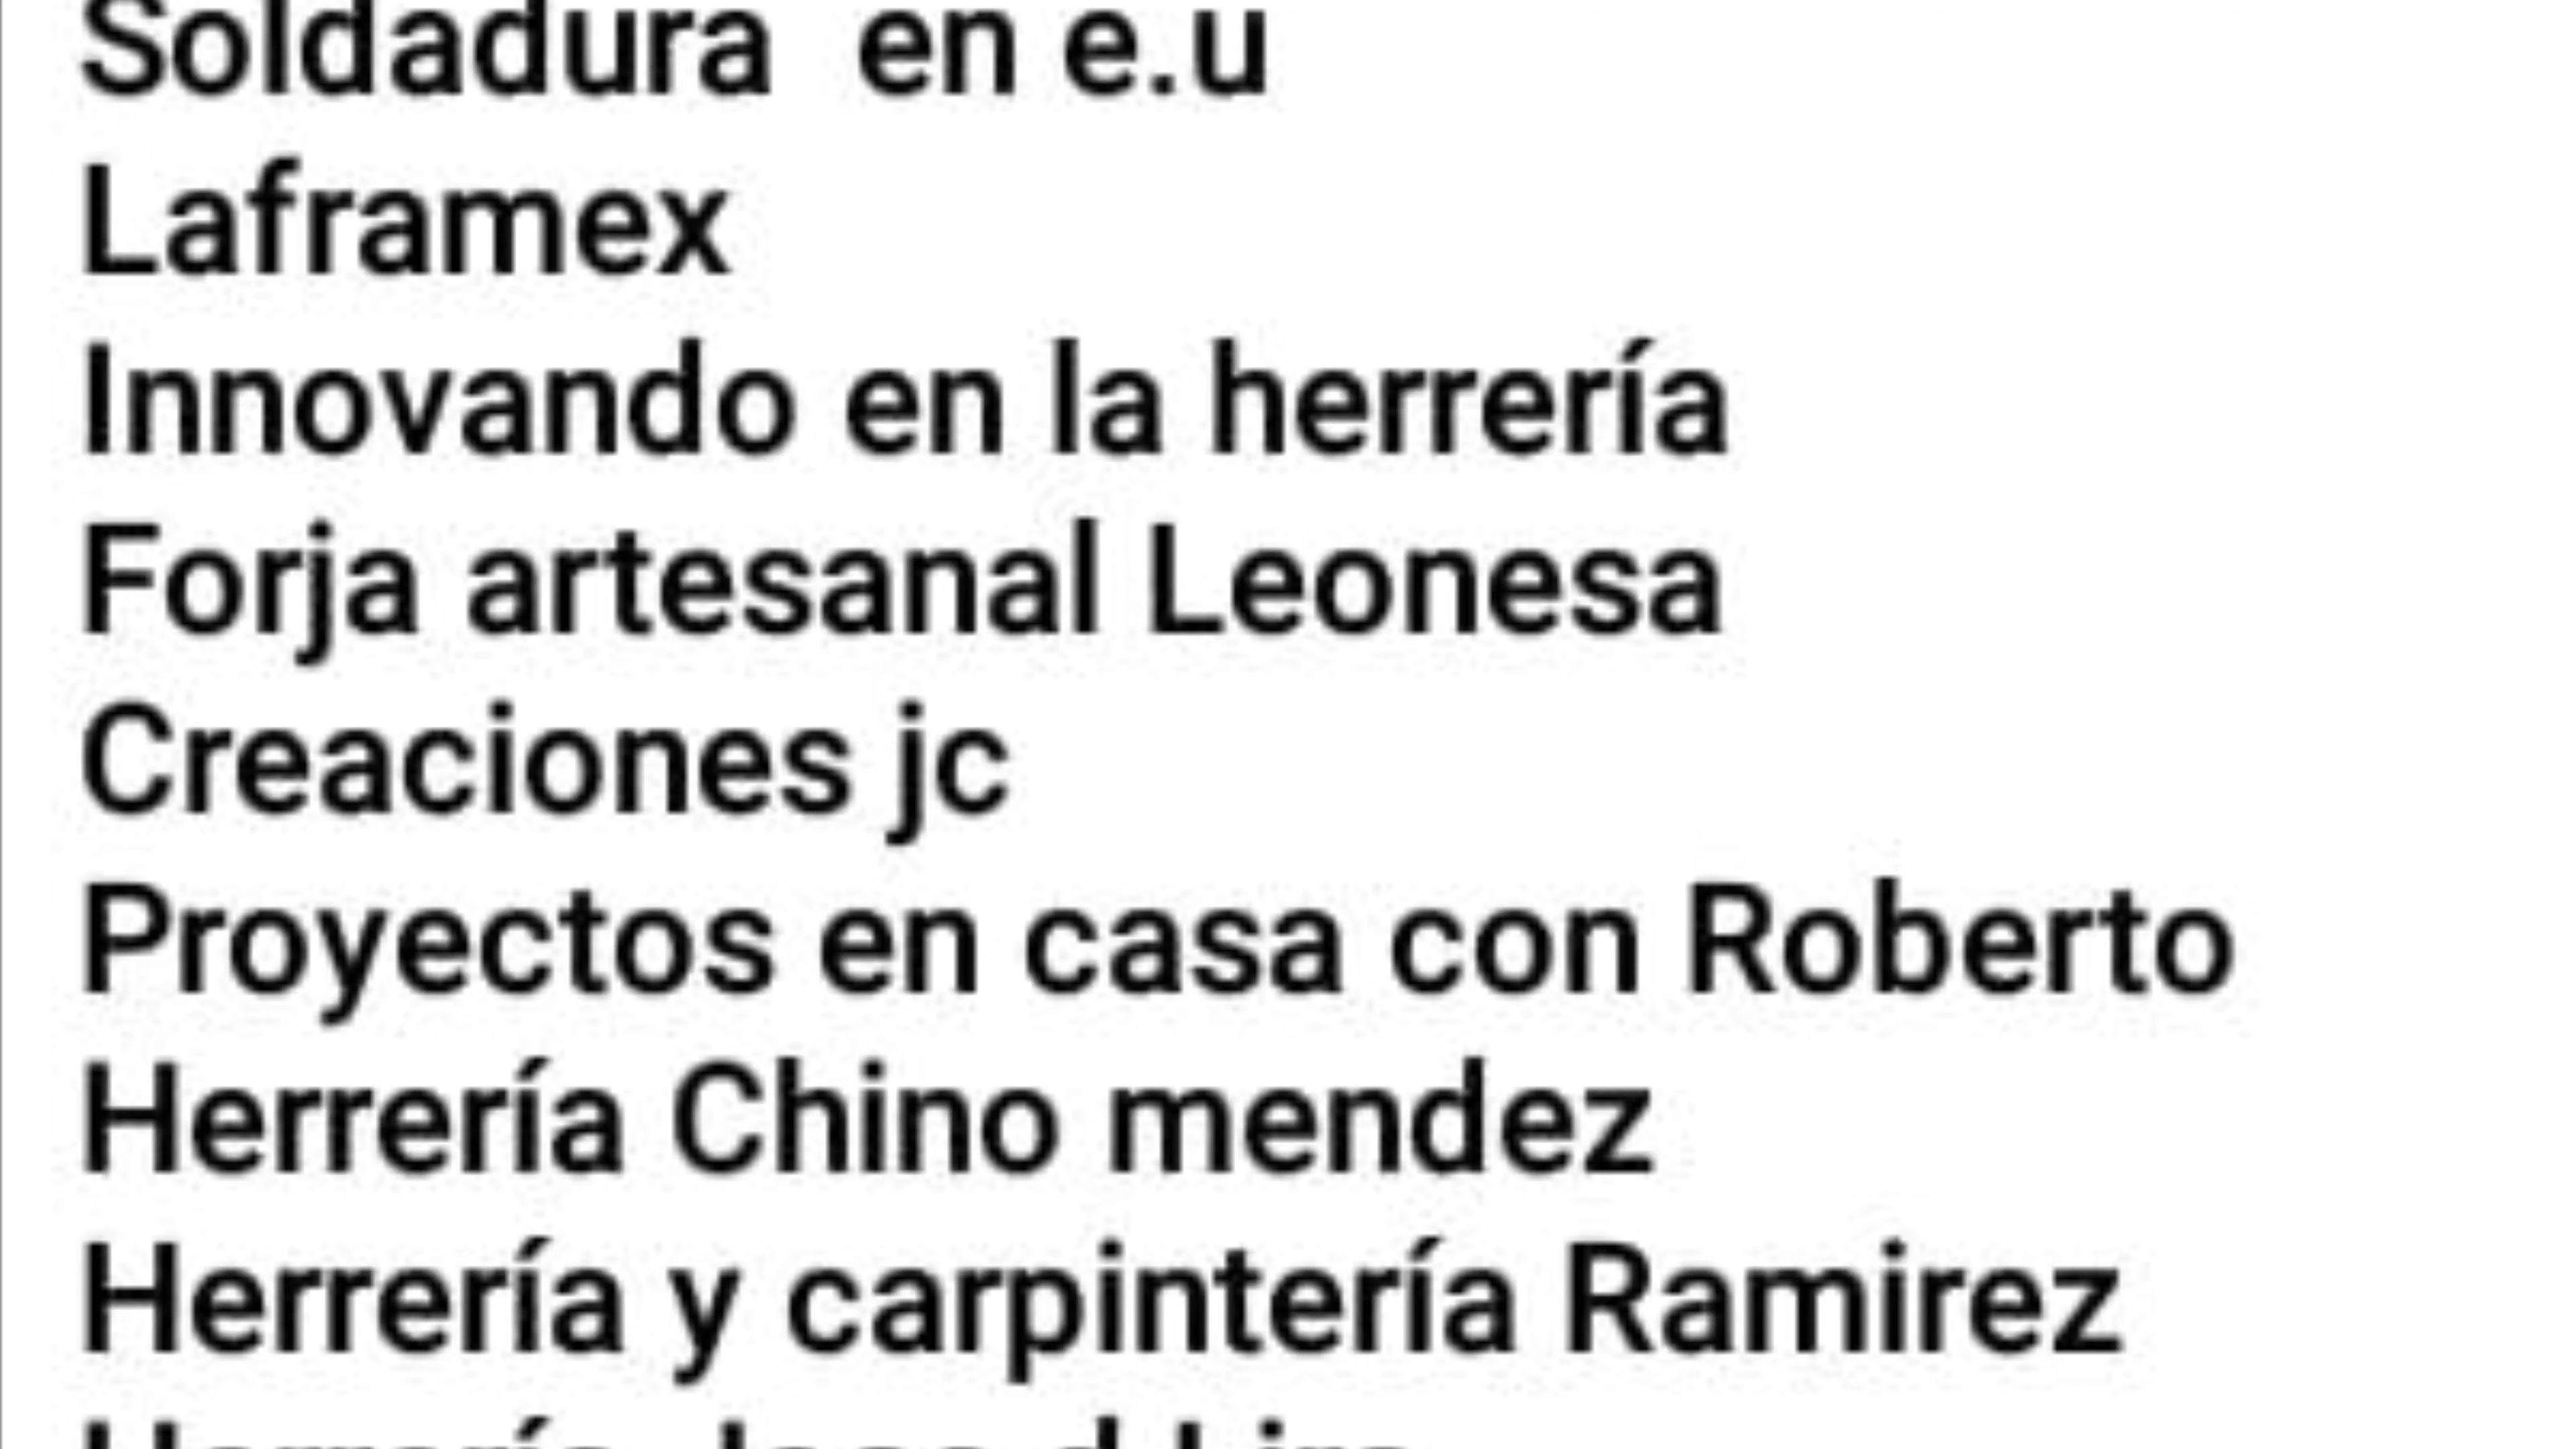 Soldadura  en e.u
Laframex
Innovando en la herrería
Forja artesanal Leonesa
Creaciones jc
Proyectos en casa con Roberto
Herrería Chino mendez
Herrería y carpintería Ramirez
Herrería